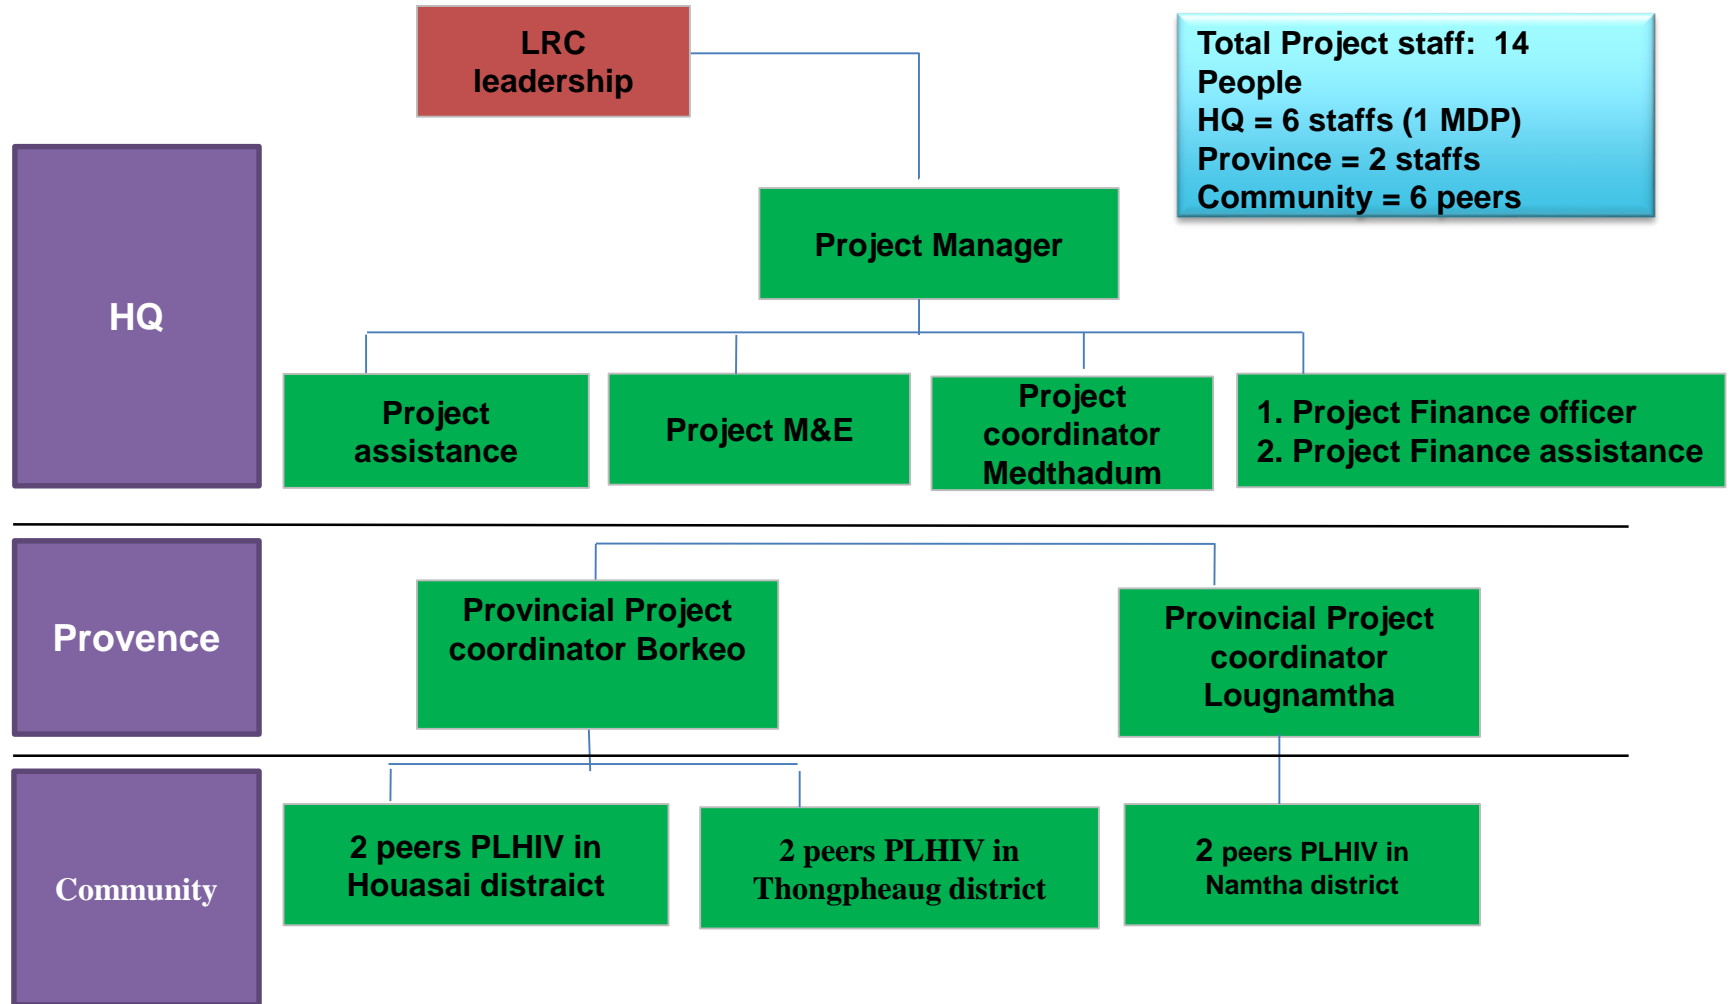 LRC
leadership
Total Project staff:  14
People
HQ = 6 staffs (1 MDP)
Province = 2 staffs
Community = 6 peers
HQ
Project Manager
Project
assistance
Project M&E
Project
coordinator
Medthadum
1. Project Finance officer
2. Project Finance assistance
Provence
Provincial Project
coordinator Borkeo
Provincial Project
coordinator
Lougnamtha
Community
2 peers PLHIV in
Houasai distraict
2 peers PLHIV in
Thongpheaug district
2 peers PLHIV in
Namtha district